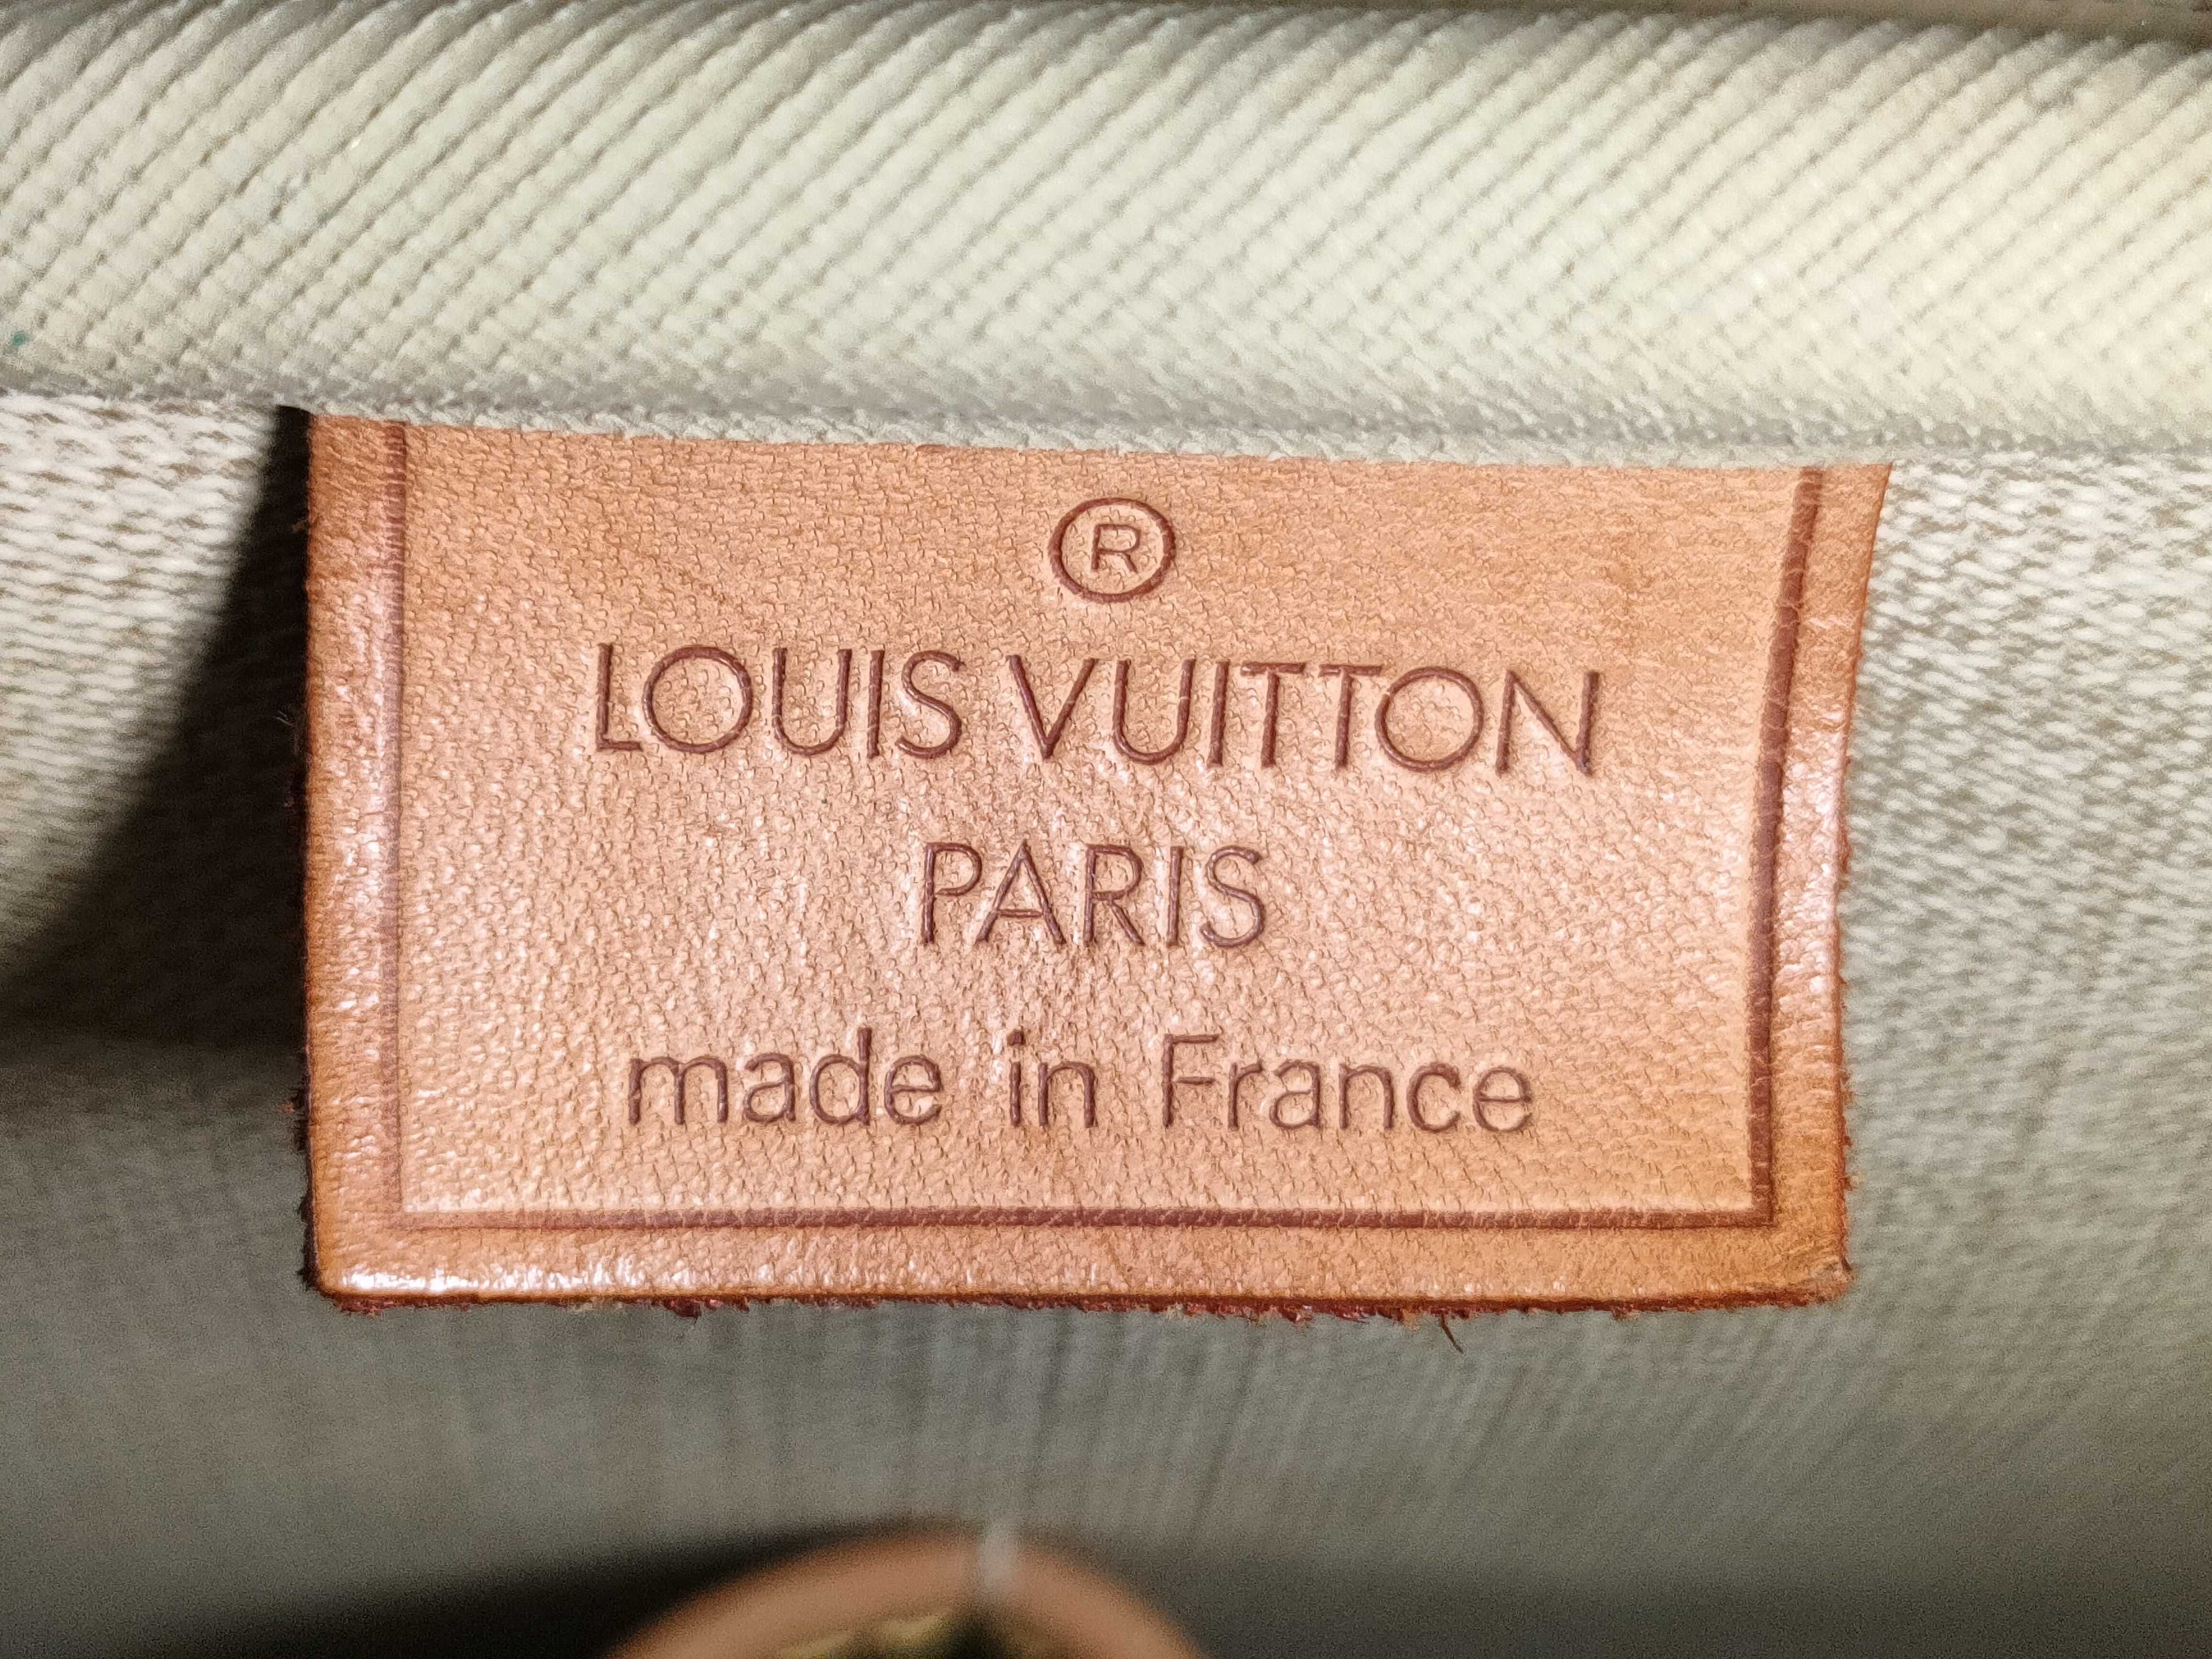 ®
LOUIS VUITTON
PARIS
made in France